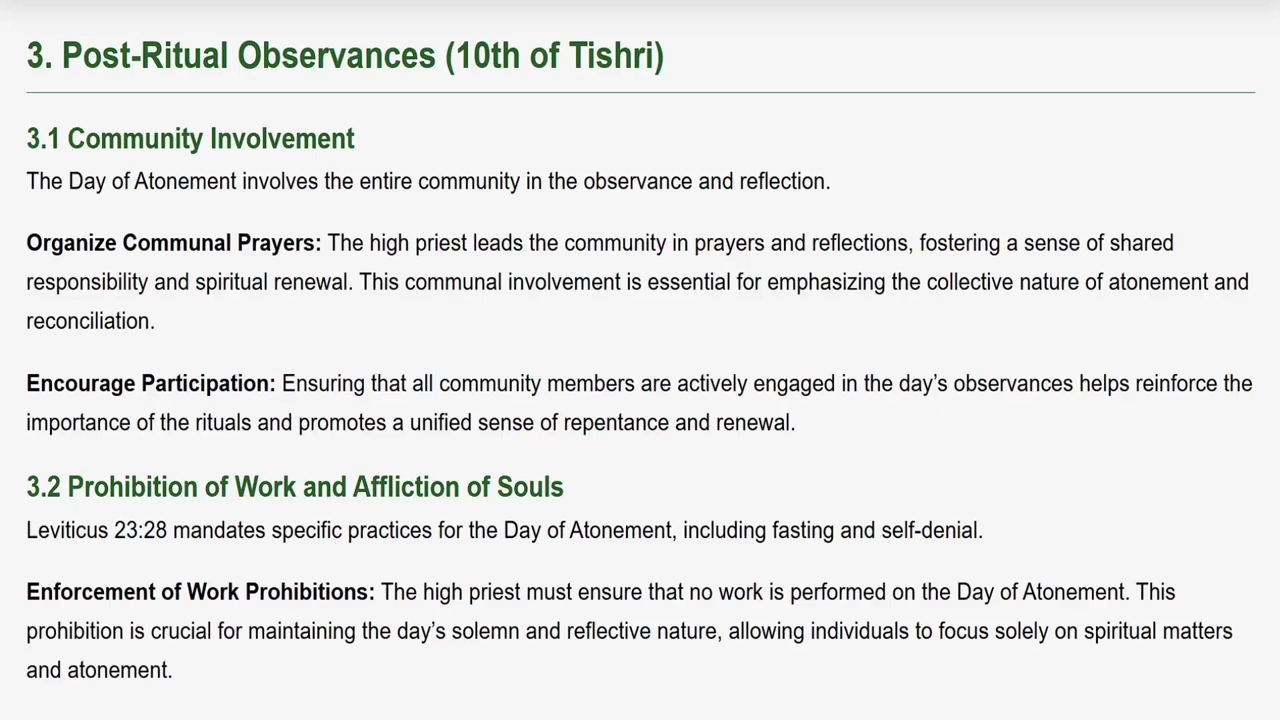 3. Post-Ritual Observances (10th of Tishri)
3.1 Community Involvement
The Day of Atonement involves the entire community in the observance and reflection.
Organize Communal Prayers: The high priest leads the community in prayers and reflections, fostering a sense of shared
responsibility and spiritual renewal. This communal involvement is essential for emphasizing the collective nature of atonement and
reconciliation.
Encourage Participation: Ensuring that all community members are actively engaged in the day’s observances helps reinforce the
importance of the rituals and promotes a unified sense of repentance and renewal.
3.2 Prohibition of Work and Affliction of Souls
Leviticus 23:28 mandates specific practices for the Day of Atonement, including fasting and self-denial.
Enforcement of Work Prohibitions: The high priest must ensure that no work is performed on the Day of Atonement. This
prohibition is crucial for maintaining the day’s solemn and reflective nature, allowing individuals to focus solely on spiritual matters
and atonement.